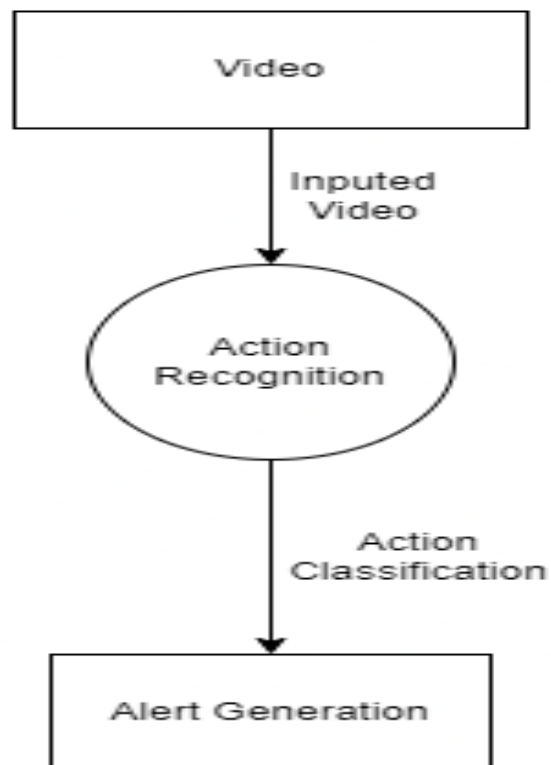 Video
Inputed
Video
Action
Recognition
Action
Classification
Alert Generation